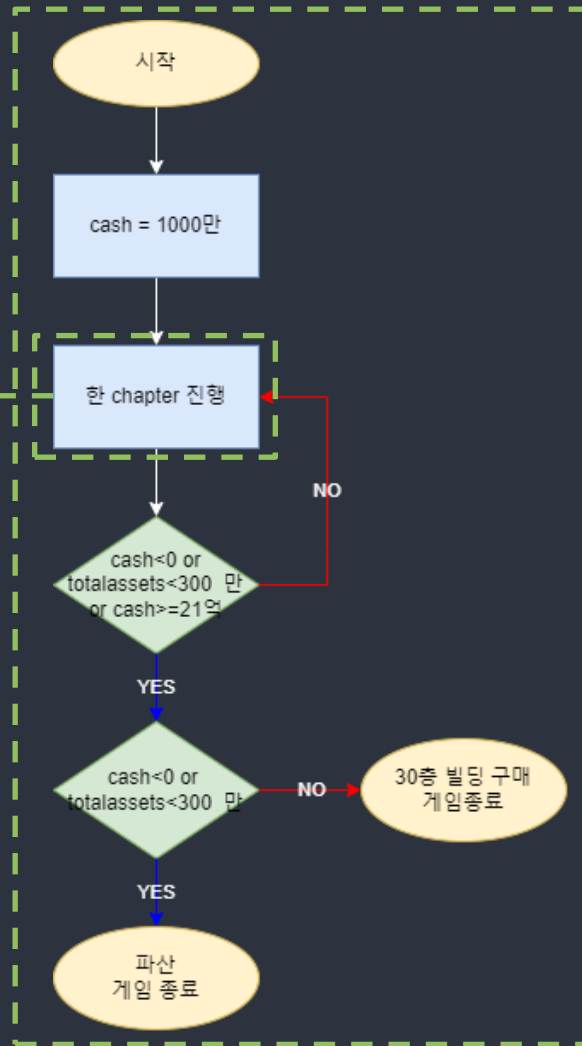 시작
cash = 1000만
한 chapter 진행
NO
cash<0 or
totalassets<300 만
or cash>=21억
YES
cash<0 or
totalassets<300 만
NO
30층 빌딩 구매
게임종료
YES
파산
게임 종료